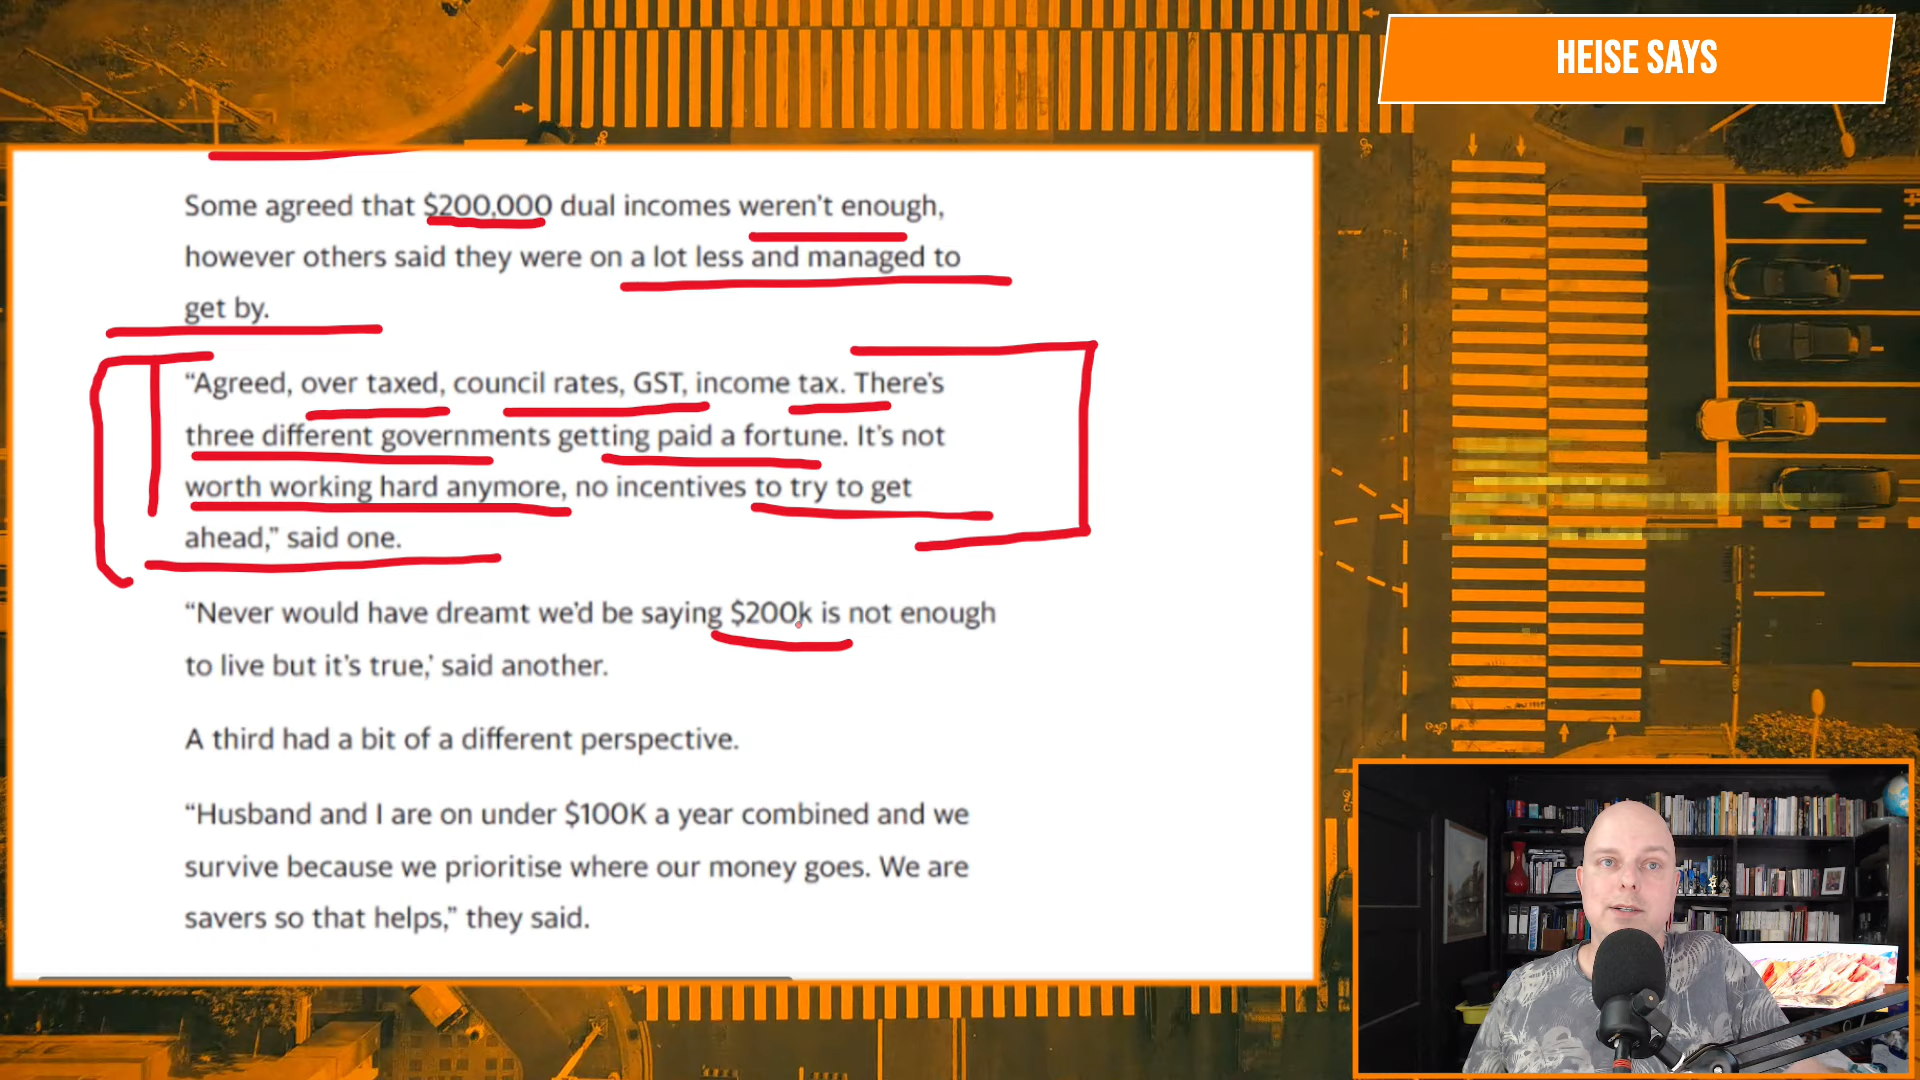 HEISE SAYS
Some agreed that $200,000 dual incomes weren't enough,
however others said they were on a lot less and managed to
get by.
“Agreed, over taxed, council rates, GST, income tax. There's
three different governments getting paid a fortune. It's not
worth working hard anymore, no incentives to try to get
ahead,” said one.
“Never would have dreamt we'd be saying $200k is not enough
to live but it's true,’ said another.
A third had a bit of a different perspective.
“Husband and I are on under $100K a year combined and we
survive because we prioritise where our money goes. We are
savers so that helps,” they said.